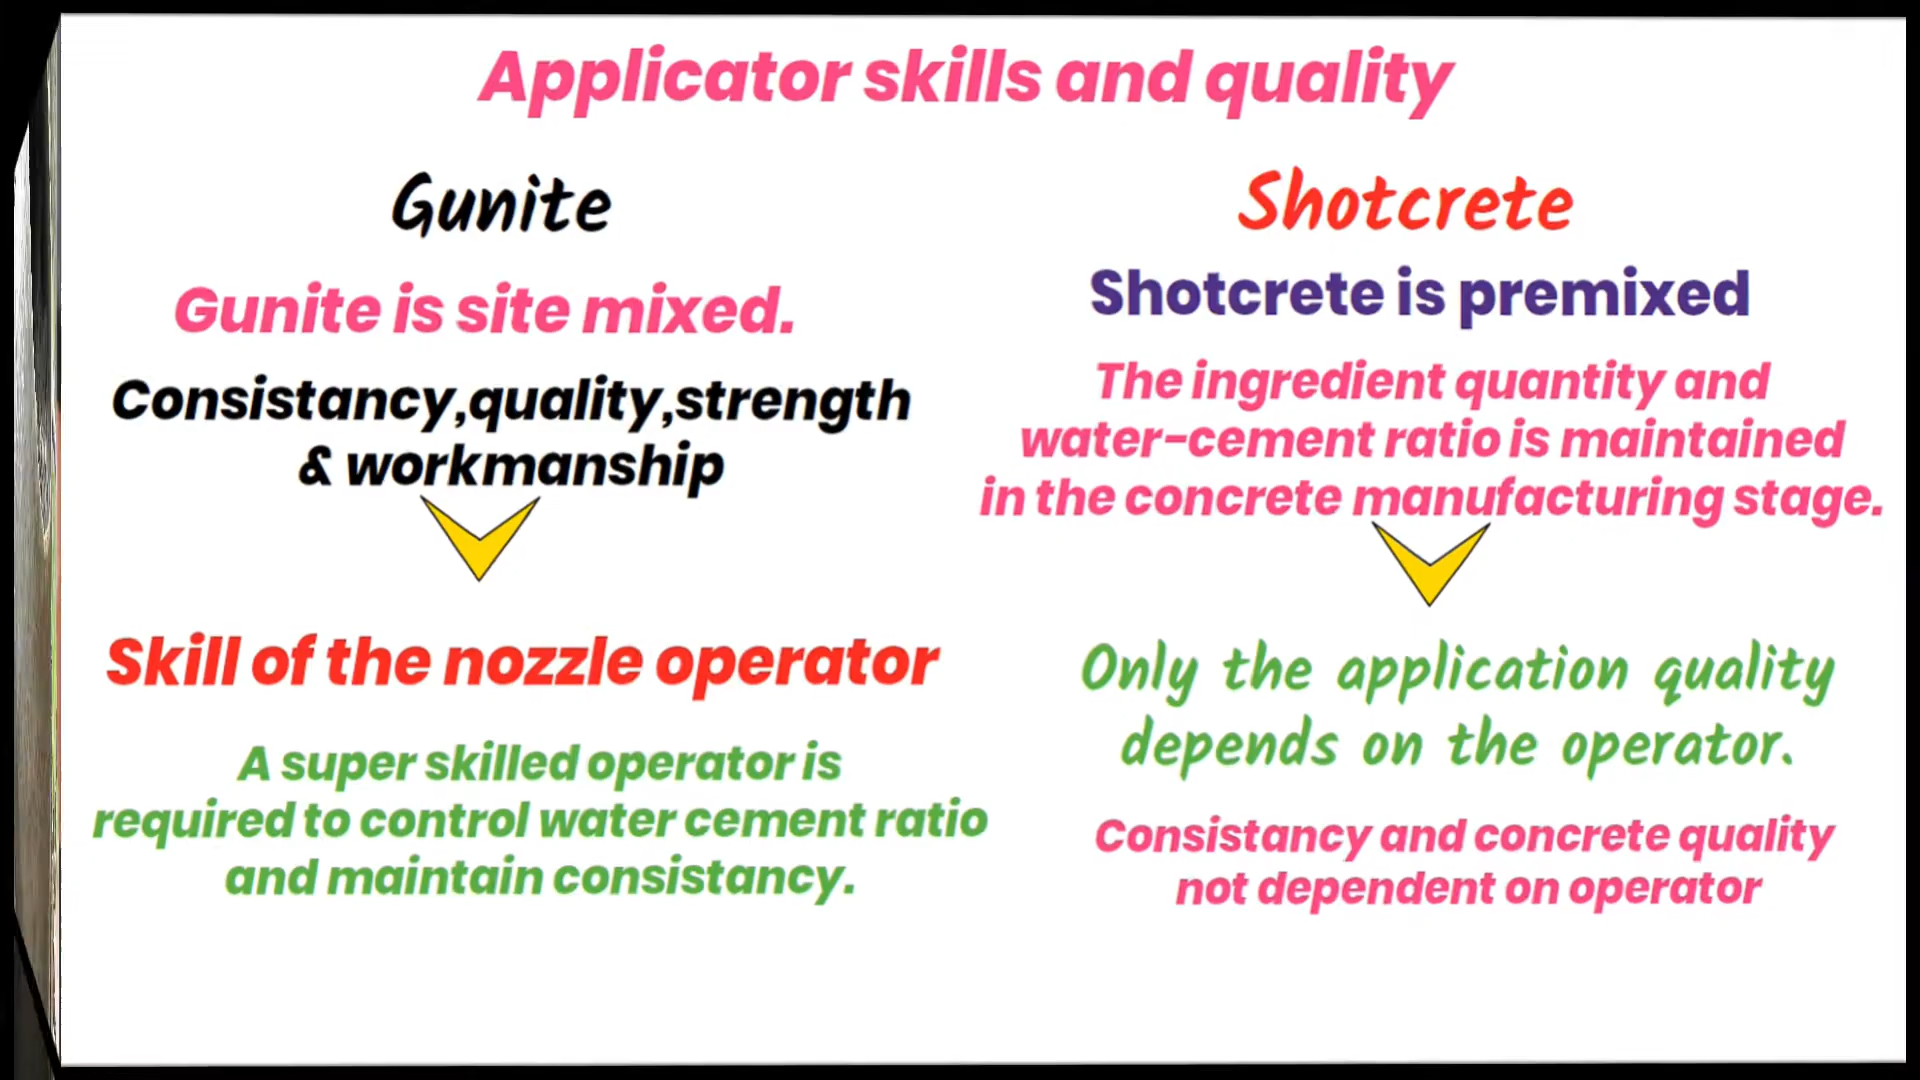 Applicator skills and quality
Gunite
Gunite is site mixed.
Consistancy,quality,strength
& workmanship
Skill of the nozzle operator
A super skilled operator is
required to control water cement ratio
and maintain consistancy.
Shotcrete
Shotcrete is premixed
The ingredient quantity and
water-cement ratio is maintained
in the concrete manufacturing stage.
Only the application quality
depends on the operator.
Consistancy and concrete quality
not dependent on operator